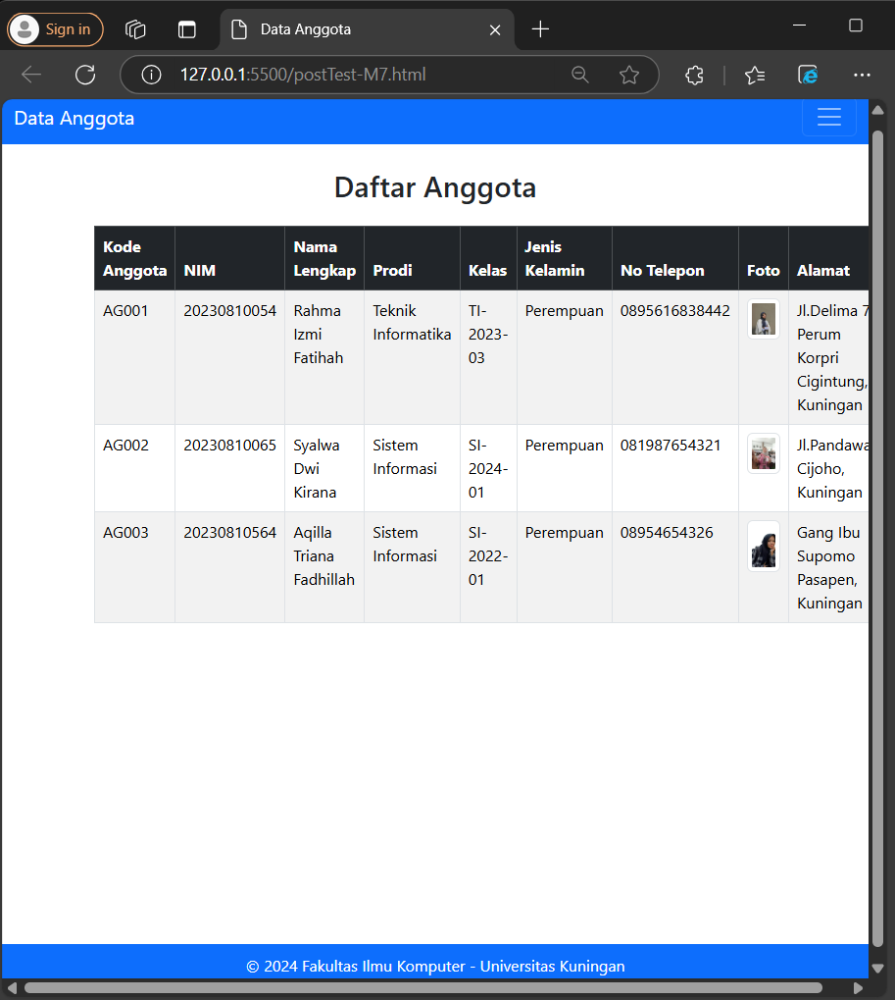 Sign in
Data Anggota
127.0.0.1:5500/postTest-M7.html
Data Anggota
Daftar Anggota
Kode Anggota NIM Nama Lengkap Prodi Kelas Jenis Kelamin No Telepon Foto Alamat
AG001 20230810054 Rahma Izmi Fatihah Teknik Informatika TI-2023-03 Perempuan 0895616838442 Jl.Delima 7 Perum Korpri Cigintung, Kuningan
AG002 20230810065 Syalwa Dwi Kirana Sistem Informasi SI-2024-01 Perempuan 081987654321 Jl.Pandawa Cijoho, Kuningan
AG003 20230810564 Aqilla Triana Fadhillah Sistem Informasi SI-2022-01 Perempuan 08954654326 Gang Ibu Supomo Pasapen, Kuningan
© 2024 Fakultas Ilmu Komputer - Universitas Kuningan